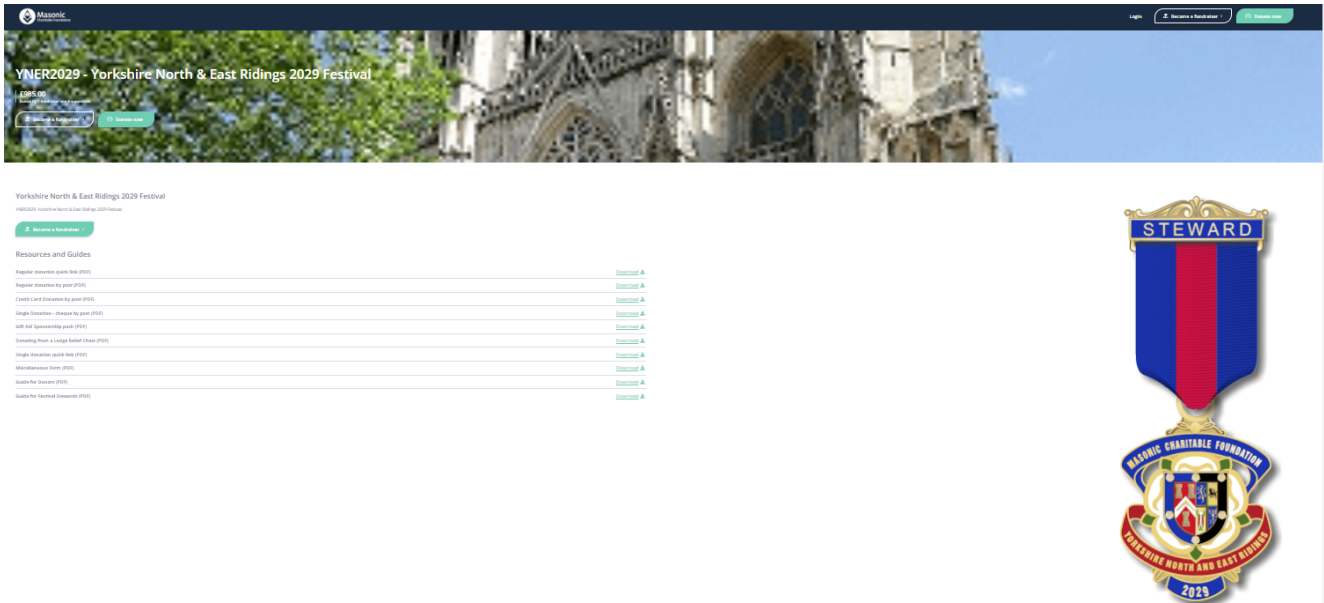 Masonic
Charitable Foundation
Login
Become a fundraiser
Donate now
YNER2029 - Yorkshire North & East Ridings 2029 Festival
£985.00
Become a fundraiser
Donate now
Yorkshire North & East Ridings 2029 Festival
YNER2029 - Yorkshire North & East Ridings 2029 Festival
Become a fundraiser
Resources and Guides
Regular donation quick link (PDF) Download
Regular donation by post (PDF) Download
Credit Card Donation by post (PDF) Download
Single Donation - cheque by post (PDF) Download
Gift Aid Sponsorship pack (PDF) Download
Donating from a Lodge Relief Chest (PDF) Download
Single donation quick link (PDF) Download
Miscellaneous Form (PDF) Download
Guide for Donors (PDF) Download
Guide for Festival Stewards (PDF) Download
STEWARD
MASONIC CHARITABLE FOUNDATION
YORKSHIRE NORTH AND EAST RIDINGS
2029